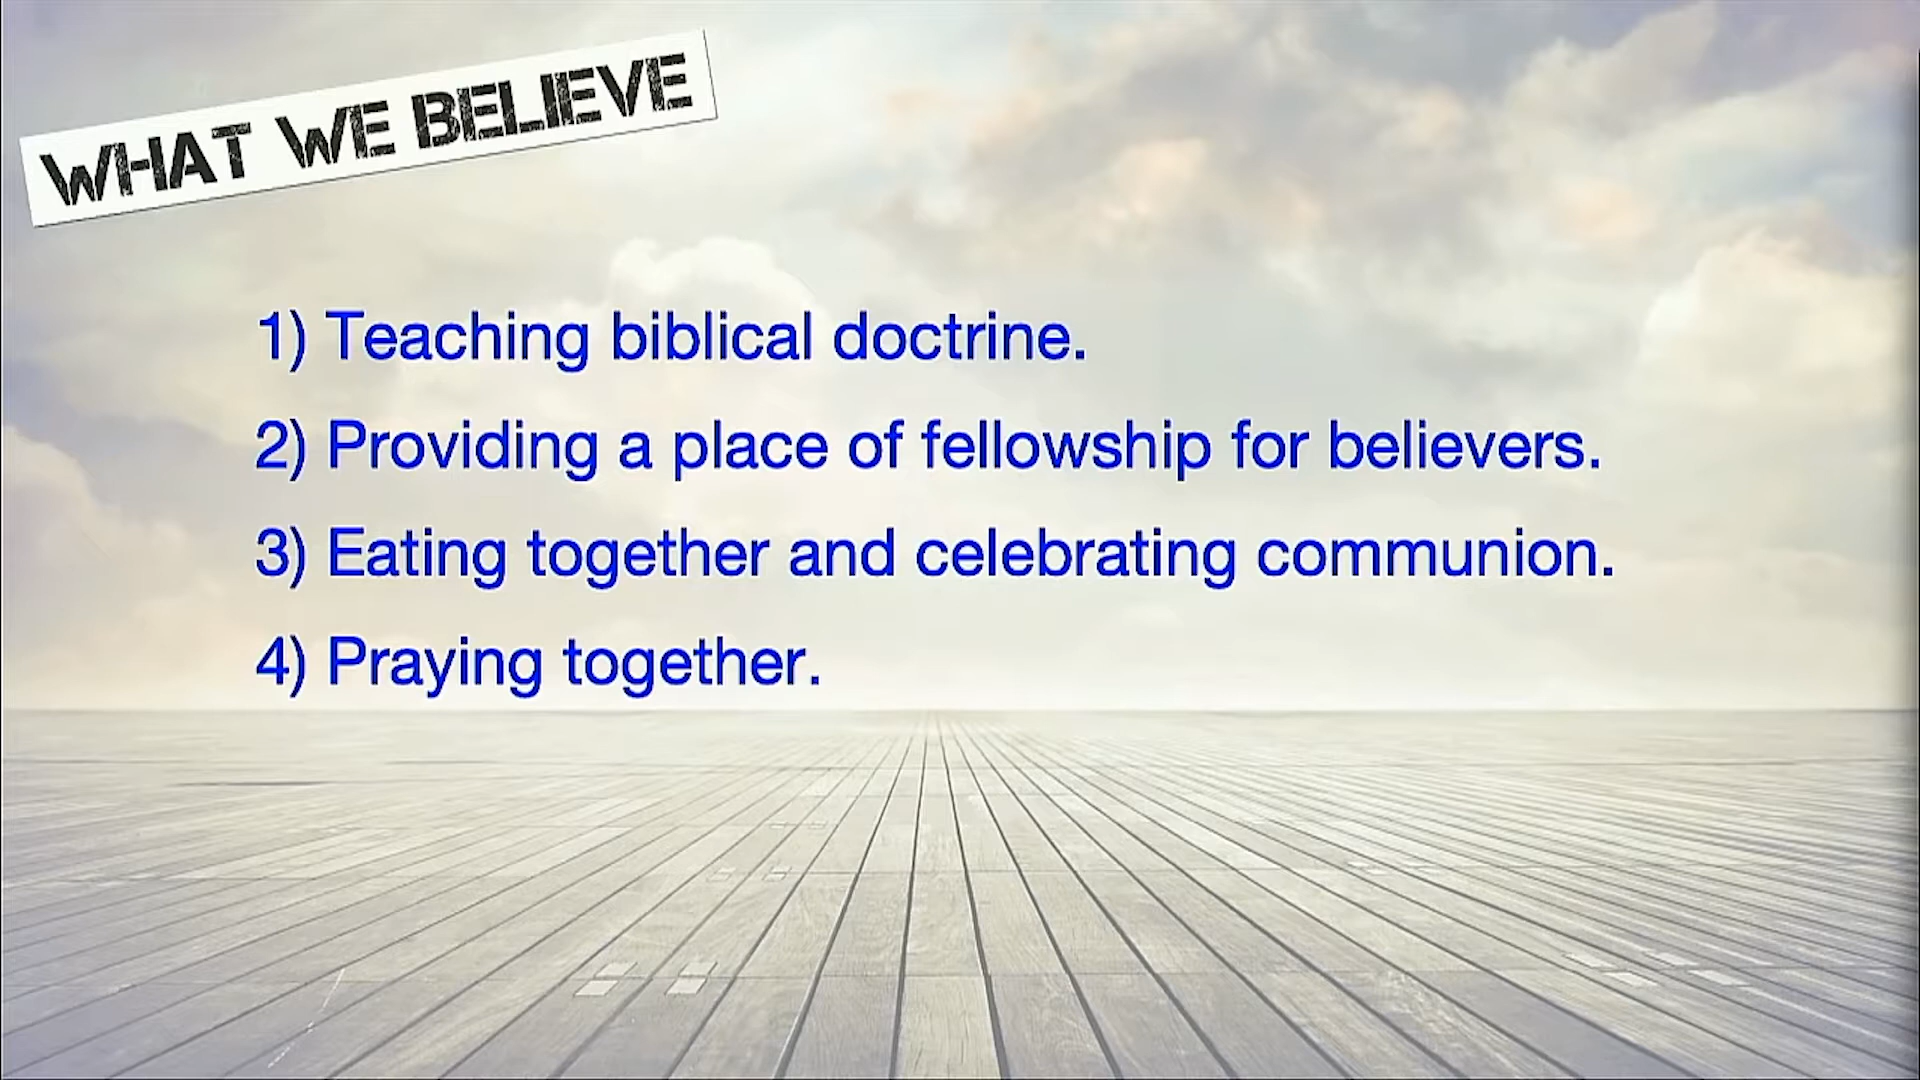 WHAT WE BELIEVE
1) Teaching biblical doctrine.
2) Providing a place of fellowship for believers.
3) Eating together and celebrating communion.
4) Praying together.